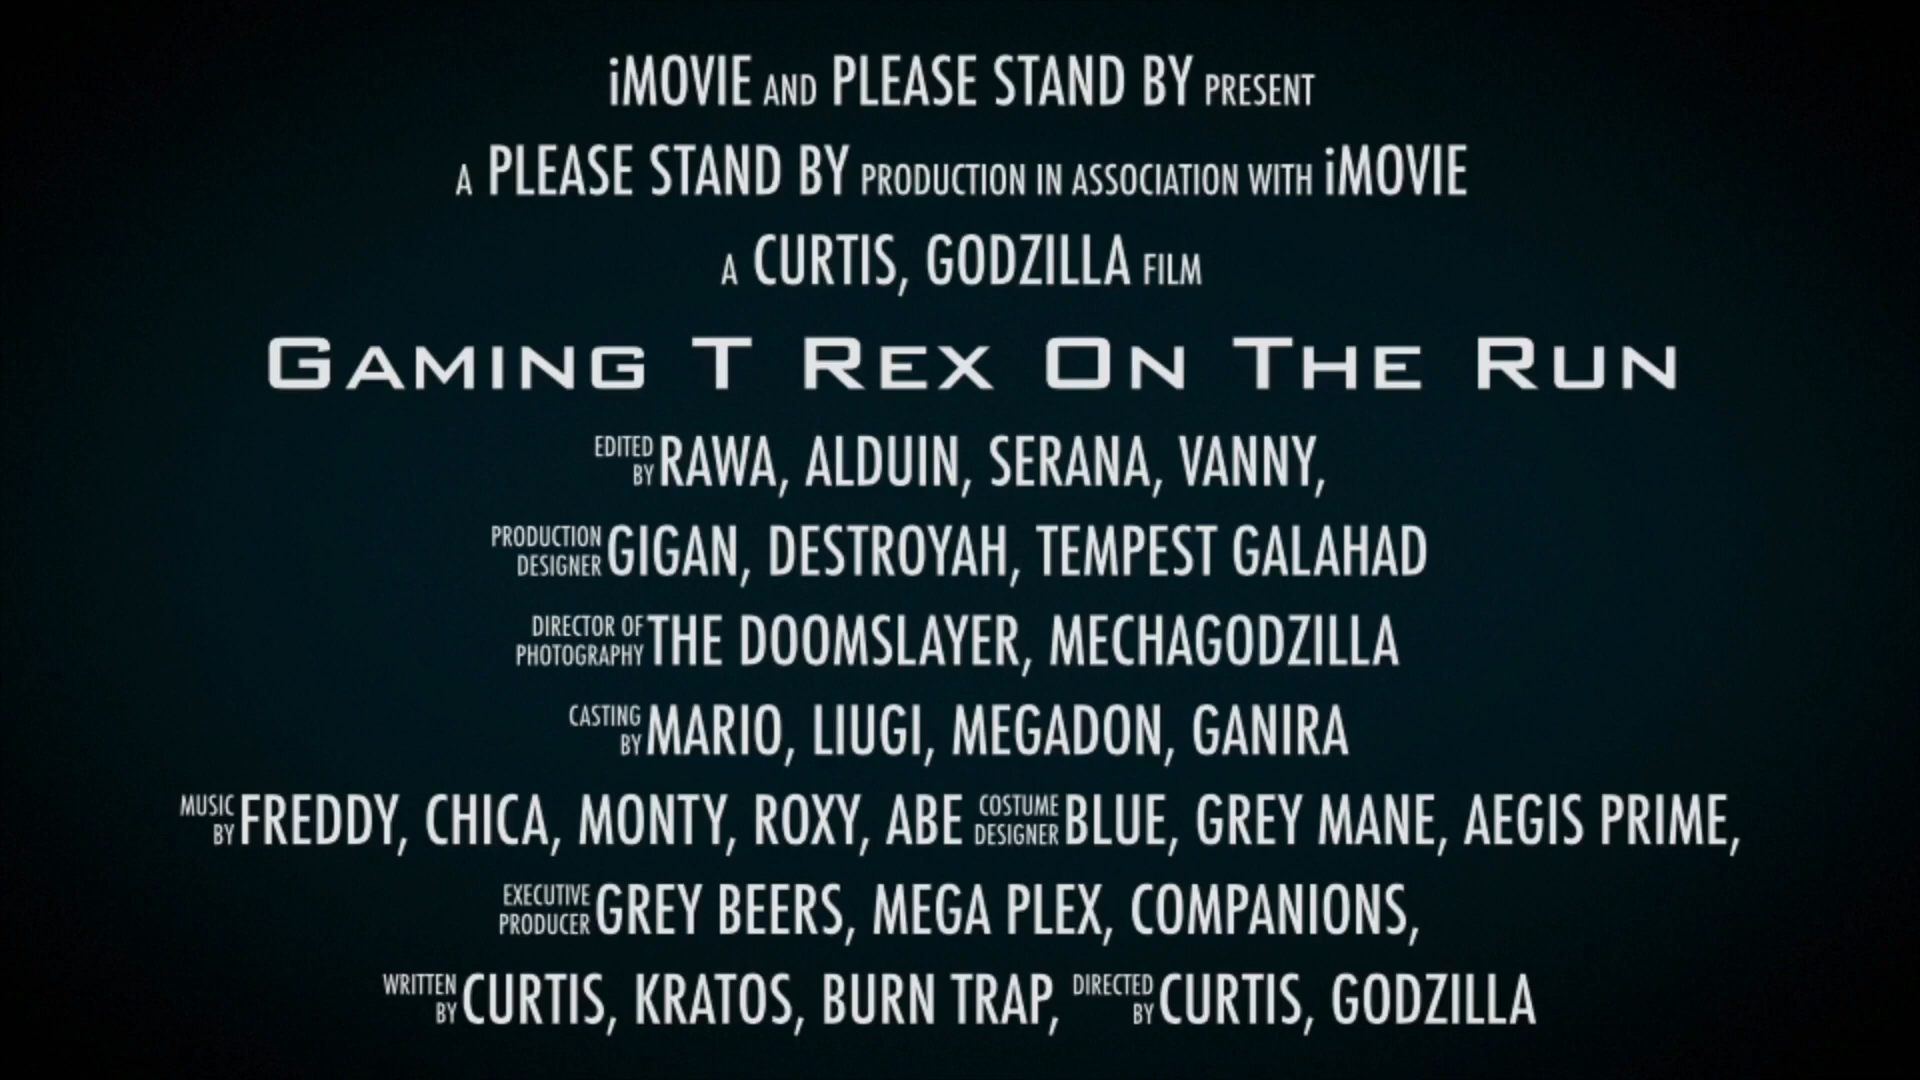 iMOVIE AND PLEASE STAND BY PRESENT
A PLEASE STAND BY PRODUCTION IN ASSOCIATION WITH iMOVIE
A CURTIS, GODZILLA FILM
GAMING T REX ON THE RUN
EDITED BY RAWA, ALDUIN, SERANA, VANNY,
PRODUCTION DESIGNER GIGAN, DESTROYAH, TEMPEST GALAHAD
DIRECTOR OF PHOTOGRAPHY THE DOOMSLAYER, MECHAGODZILLA
CASTING BY MARIO, LIUGI, MEGADON, GANIRA
MUSIC BY FREDDY, CHICA, MONTY, ROXY, ABE COSTUME DESIGNER BLUE, GREY MANE, AEGIS PRIME,
EXECUTIVE PRODUCER GREY BEERS, MEGA PLEX, COMPANIONS,
WRITTEN BY CURTIS, KRATOS, BURN TRAP, DIRECTED BY CURTIS, GODZILLA